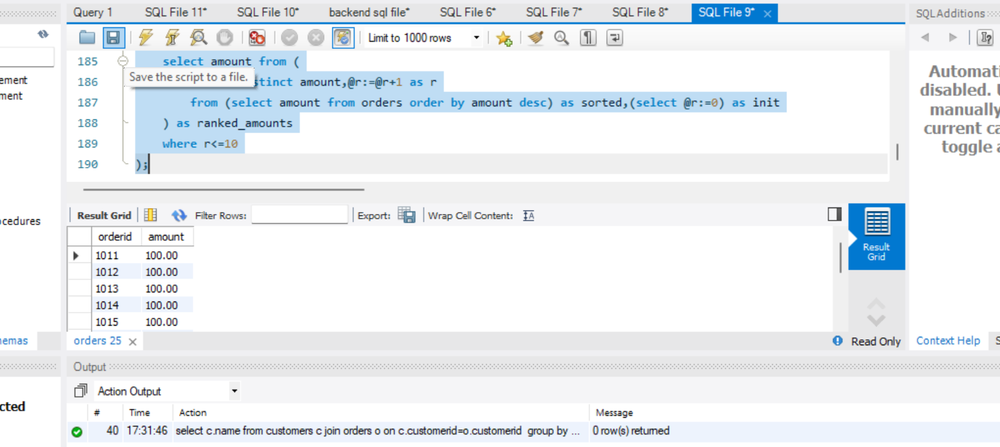 Query 1 SQL File 11* SQL File 10* backend sql file* SQL File 6* SQL File 7* SQL File 8* SQL File 9* SQLAdditions
Limit to 1000 rows
185 select amount from (
Save the script to a file.
186 tinct amount,@r:=@r+1 as r
187 from (select amount from orders order by amount desc) as sorted,(select @r:=0) as init
188 ) as ranked_amounts
189 where r<=10
190 );
ement
ment
ocedures
Automati
disabled.
manually
current ca
toggle
Result Grid Filter Rows: Export: Wrap Cell Content:
orderid amount
1011 100.00
1012 100.00
1013 100.00
1014 100.00
1015 100.00
Result
Grid
hemas orders 25 Read Only Context Help S
Output
Action Output
cted
# Time Action Message
40 17:31:46 select c.name from customers c join orders o on c.customerid=o.customerid group by ... 0 row(s) returned